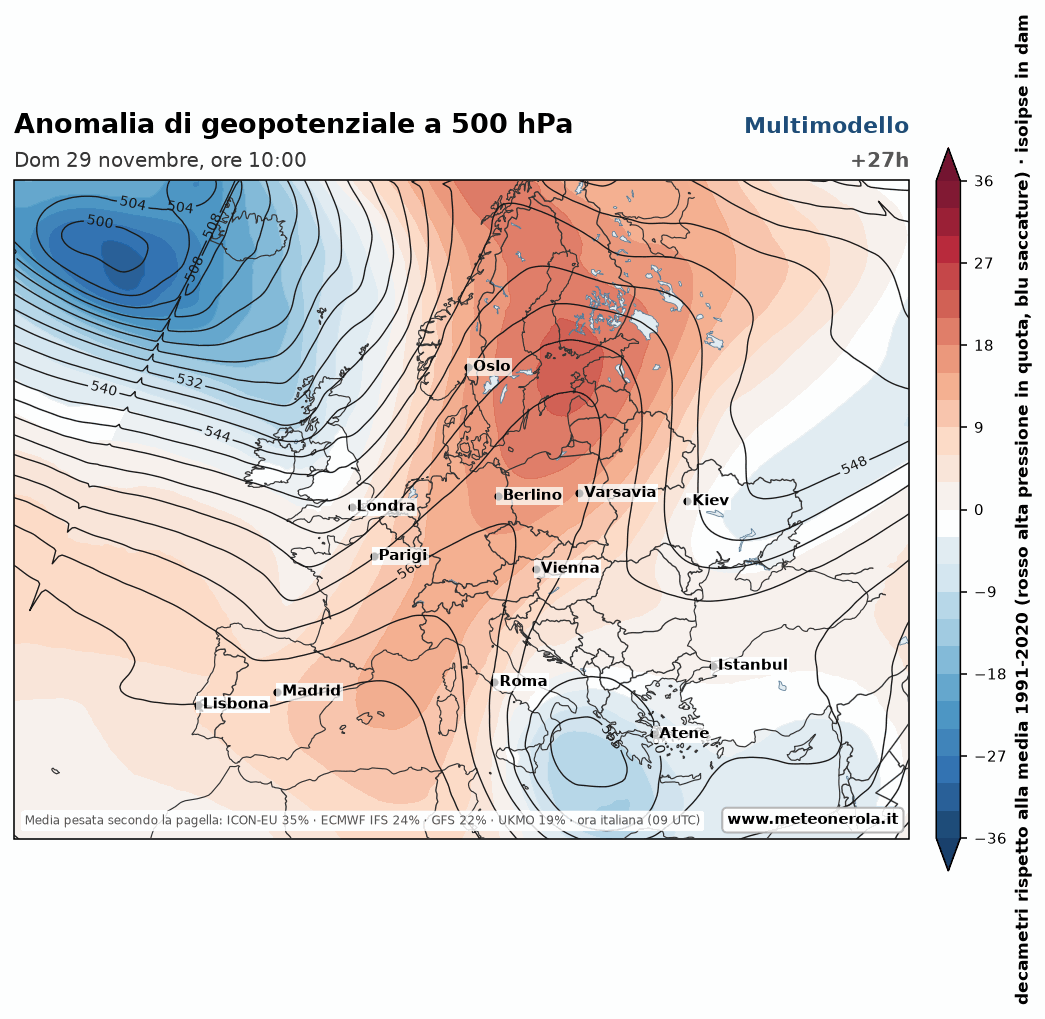 Anomalia di geopotenziale a 500 hPa
Multimodello
Dom 29 novembre, ore 10:00
+27h
504
504
500
508
508
532
540
544
548
Oslo
Londra
Berlino
Varsavia
Kiev
Parigi
568
Vienna
Istanbul
Roma
Madrid
Lisbona
Atene
Media pesata secondo la pagella: ICON-EU 35% · ECMWF IFS 24% · GFS 22% · UKMO 19% · ora italiana (09 UTC)
www.meteonerola.it
36
27
18
9
0
−9
−18
−27
−36
decametri rispetto alla media 1991-2020 (rosso alta pressione in quota, blu saccature) · isoipse in dam